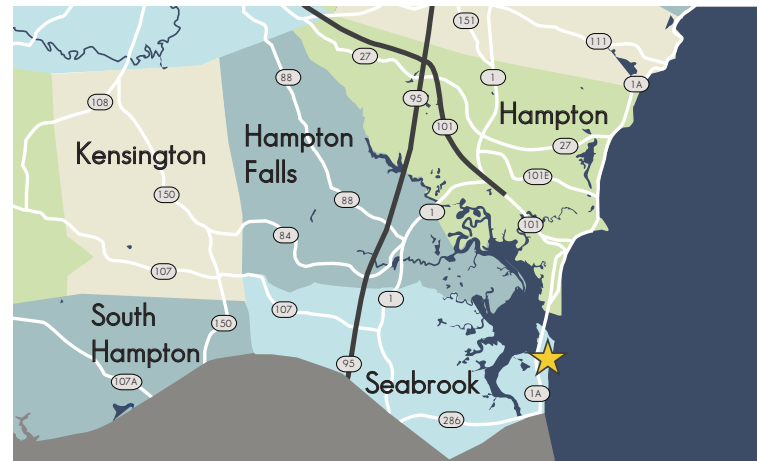 151
111
27
88
1
1A
95
108
101
Hampton
27
Hampton
Falls
Kensington
101E
150
88
1
101
84
107
1
107
South
Hampton
150
95
Seabrook
107A
1A
286